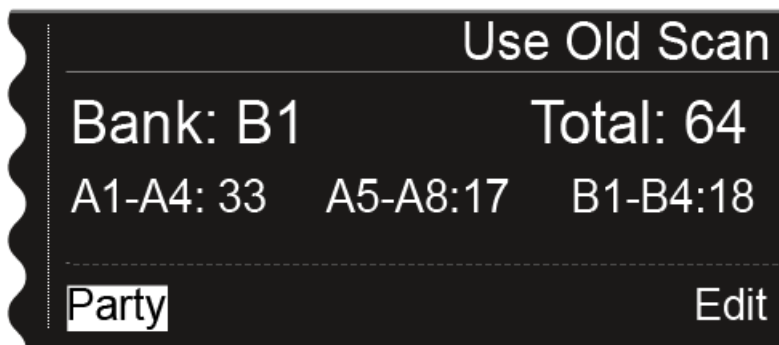 Use Old Scan
Bank: B1 Total: 64
A1-A4: 33 A5-A8:17 B1-B4:18
Party Edit